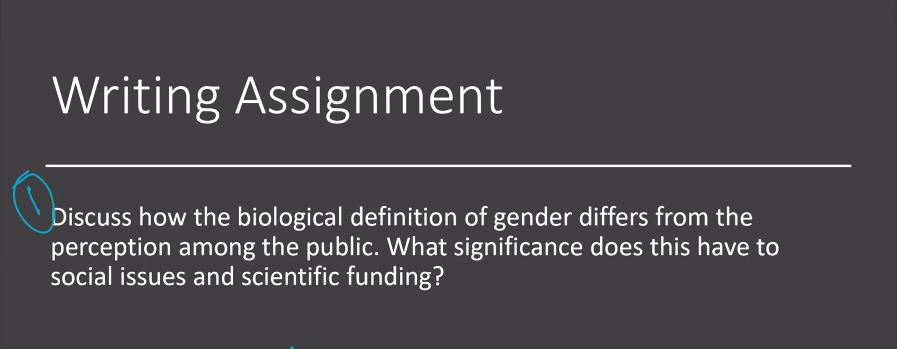 Writing Assignment
1
Discuss how the biological definition of gender differs from the
perception among the public. What significance does this have to
social issues and scientific funding?